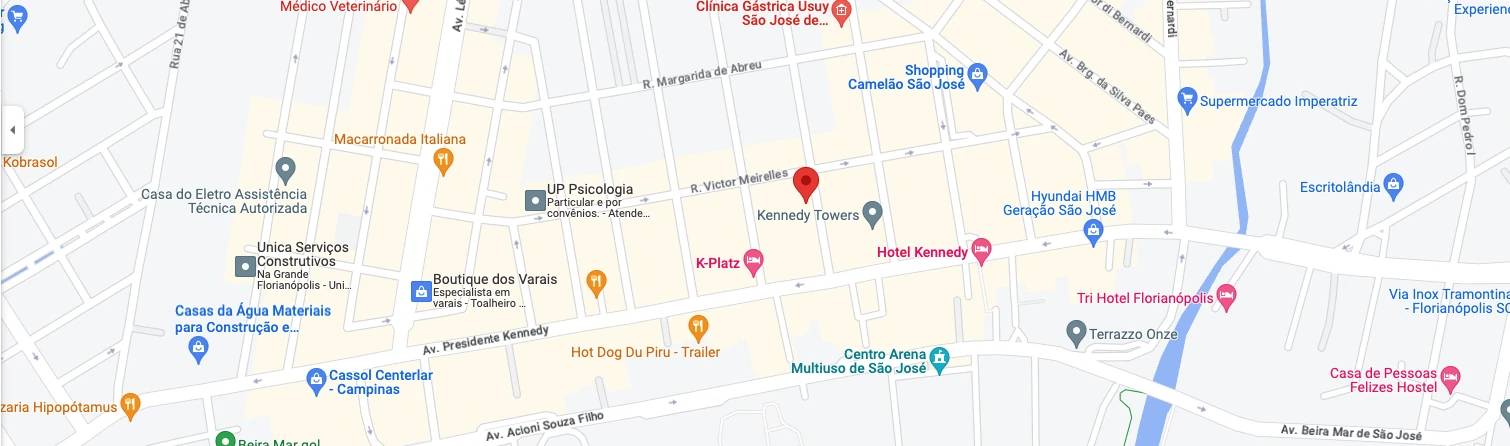 Médico Veterinário
Av. Lé
Clínica Gástrica Usuy
São José de...
ernardi
or di Bernardi
Experienc
Rua 21 de Ab
R. Margarida de Abreu
Shopping
Camelão São José
Av. Brg. da Silva Paes
Supermercado Imperatriz
R. Dom Pedro I
Macarronada Italiana
Kobrasol
Casa do Eletro Assistência
Técnica Autorizada
UP Psicologia
Particular e por
convênios. - Atende...
R. Victor Meirelles
Kennedy Towers
Hyundai HMB
Geração São José
Escritolândia
Unica Serviços
Construtivos
Na Grande
Florianópolis - Uni...
K-Platz
Hotel Kennedy
Boutique dos Varais
Especialista em
varais - Toalheiro ...
Tri Hotel Florianópolis
Via Inox Tramontina
- Florianópolis SC
Casas da Água Materiais
para Construção e...
Av. Presidente Kennedy
Hot Dog Du Piru - Trailer
Terrazzo Onze
Centro Arena
Multiuso de São José
Cassol Centerlar
- Campinas
Casa de Pessoas
Felizes Hostel
zaria Hipopótamus
Av. Acioni Souza Filho
Av. Beira Mar de São José
Beira Mar gol